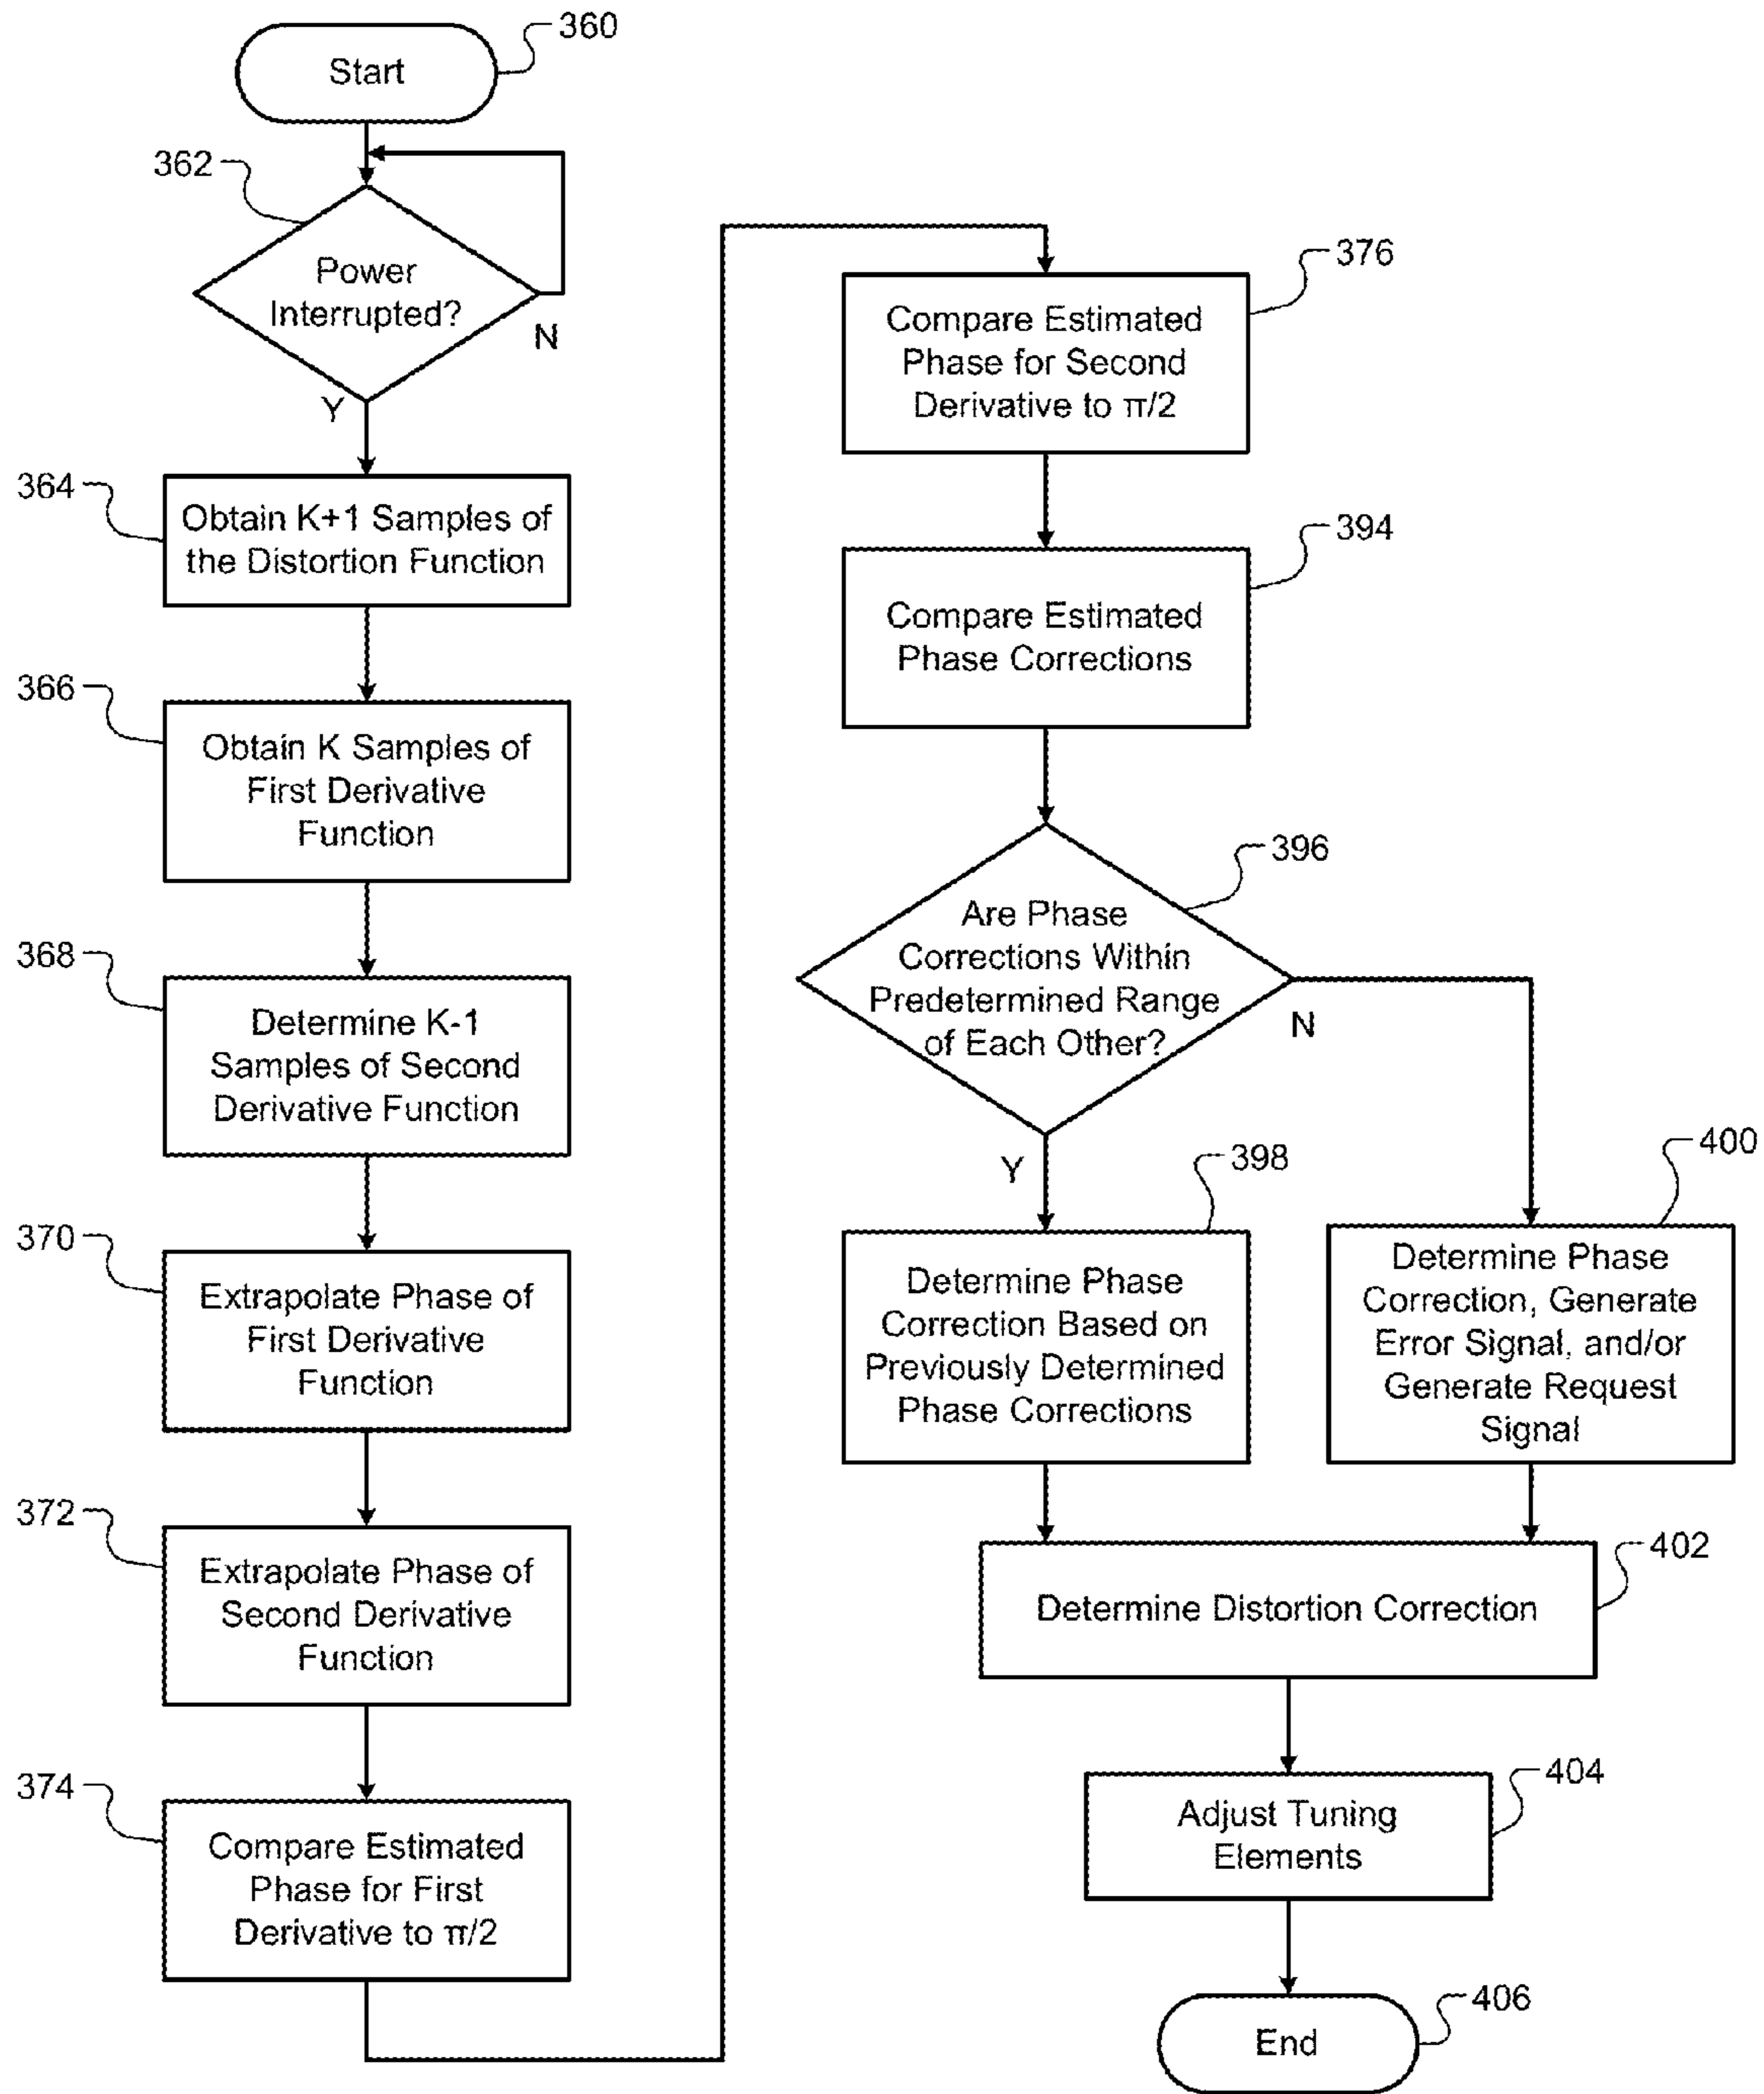 360
Start
362
Power
Interrupted?
N
Y
364
Obtain K+1 Samples of
the Distortion Function
366
Obtain K Samples of
First Derivative
Function
368
Determine K-1
Samples of Second
Derivative Function
370
Extrapolate Phase of
First Derivative
Function
372
Extrapolate Phase of
Second Derivative
Function
374
Compare Estimated
Phase for First
Derivative to π/2
376
Compare Estimated
Phase for Second
Derivative to π/2
394
Compare Estimated
Phase Corrections
396
Are Phase
Corrections Within
Predetermined Range
of Each Other?
N
Y
398
Determine Phase
Correction Based on
Previously Determined
Phase Corrections
400
Determine Phase
Correction, Generate
Error Signal, and/or
Generate Request
Signal
402
Determine Distortion Correction
404
Adjust Tuning
Elements
406
End